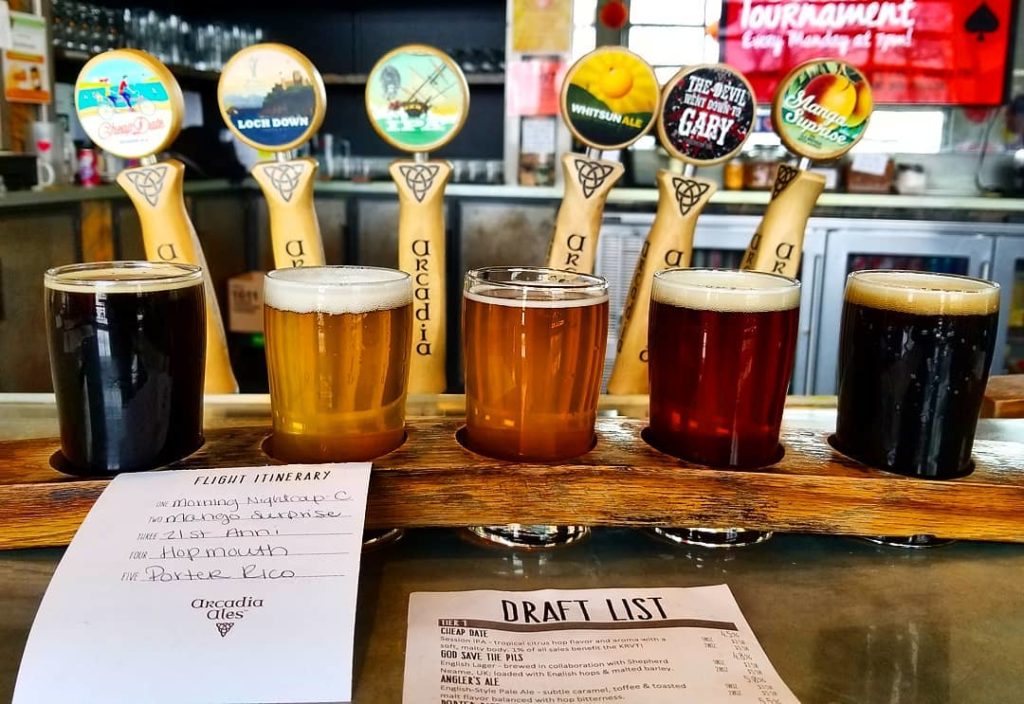 Tournament
Every Monday at 7pm!
Cheap Date
LOCH DOWN
WHITSUN ALE
THE DEVIL
WENT DOWN TO
GARY
Mango
Surprise
arcadia
FLIGHT ITINERARY
ONE Morning Nightcap-C
TWO Mango Surprise
THREE 21st Anni
FOUR Hopmouth
FIVE Porter Rico
arcadia
Ales
DRAFT LIST
TIER 1
CHEAP DATE
Session IPA - tropical citrus hop flavor and aroma with a
soft, malty body. 1% of all sales benefit the KRVT!
GOD SAVE THE PILS
English Lager - brewed in collaboration with Shepherd
Neame, UK; loaded with English hops & malted barley.
ANGLER'S ALE
English-Style Pale Ale - subtle caramel, toffee & toasted
malt flavor balanced with hop bitterness.